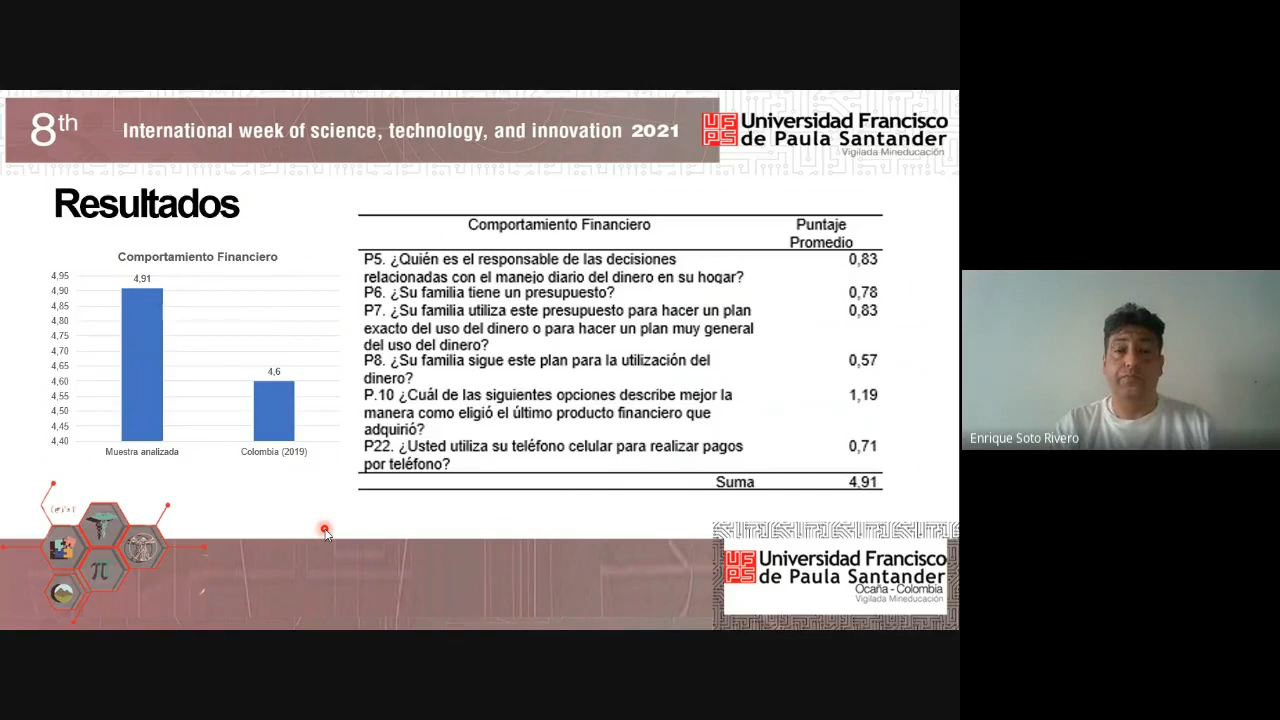 8th
International week of science, technology, and innovation 2021
UFPS
Universidad Francisco
de Paula Santander
Vigilada Mineducación
Resultados
Comportamiento Financiero
4,95
4,90
4,85
4,80
4,75
4,70
4,65
4,60
4,55
4,50
4,45
4,40
4,91
4,6
Muestra analizada
Colombia (2019)
Comportamiento Financiero
Puntaje
Promedio
P5. ¿Quién es el responsable de las decisiones
relacionadas con el manejo diario del dinero en su hogar?
0,83
P6. ¿Su familia tiene un presupuesto?
0,78
P7. ¿Su familia utiliza este presupuesto para hacer un plan
exacto del uso del dinero o para hacer un plan muy general
del uso del dinero?
0,83
P8. ¿Su familia sigue este plan para la utilización del
dinero?
0,57
P.10 ¿Cuál de las siguientes opciones describe mejor la
manera como eligió el último producto financiero que
adquirió?
1,19
P22. ¿Usted utiliza su teléfono celular para realizar pagos
por teléfono?
0,71
Suma
4,91
Enrique Soto Rivero
π
UFPS
Universidad Francisco
de Paula Santander
Ocaña - Colombia
Vigilada Mineducación